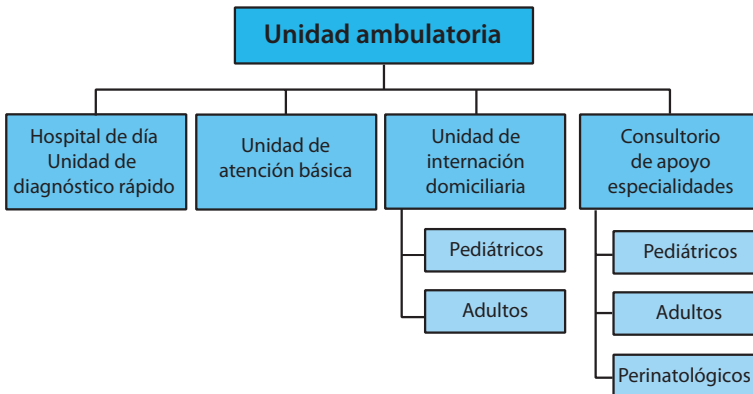 Unidad ambulatoria
Hospital de día
Unidad de
diagnóstico rápido
Unidad de
atención básica
Unidad de
internación
domiciliaria
Pediátricos
Adultos
Consultorio
de apoyo
especialidades
Pediátricos
Adultos
Perinatológicos